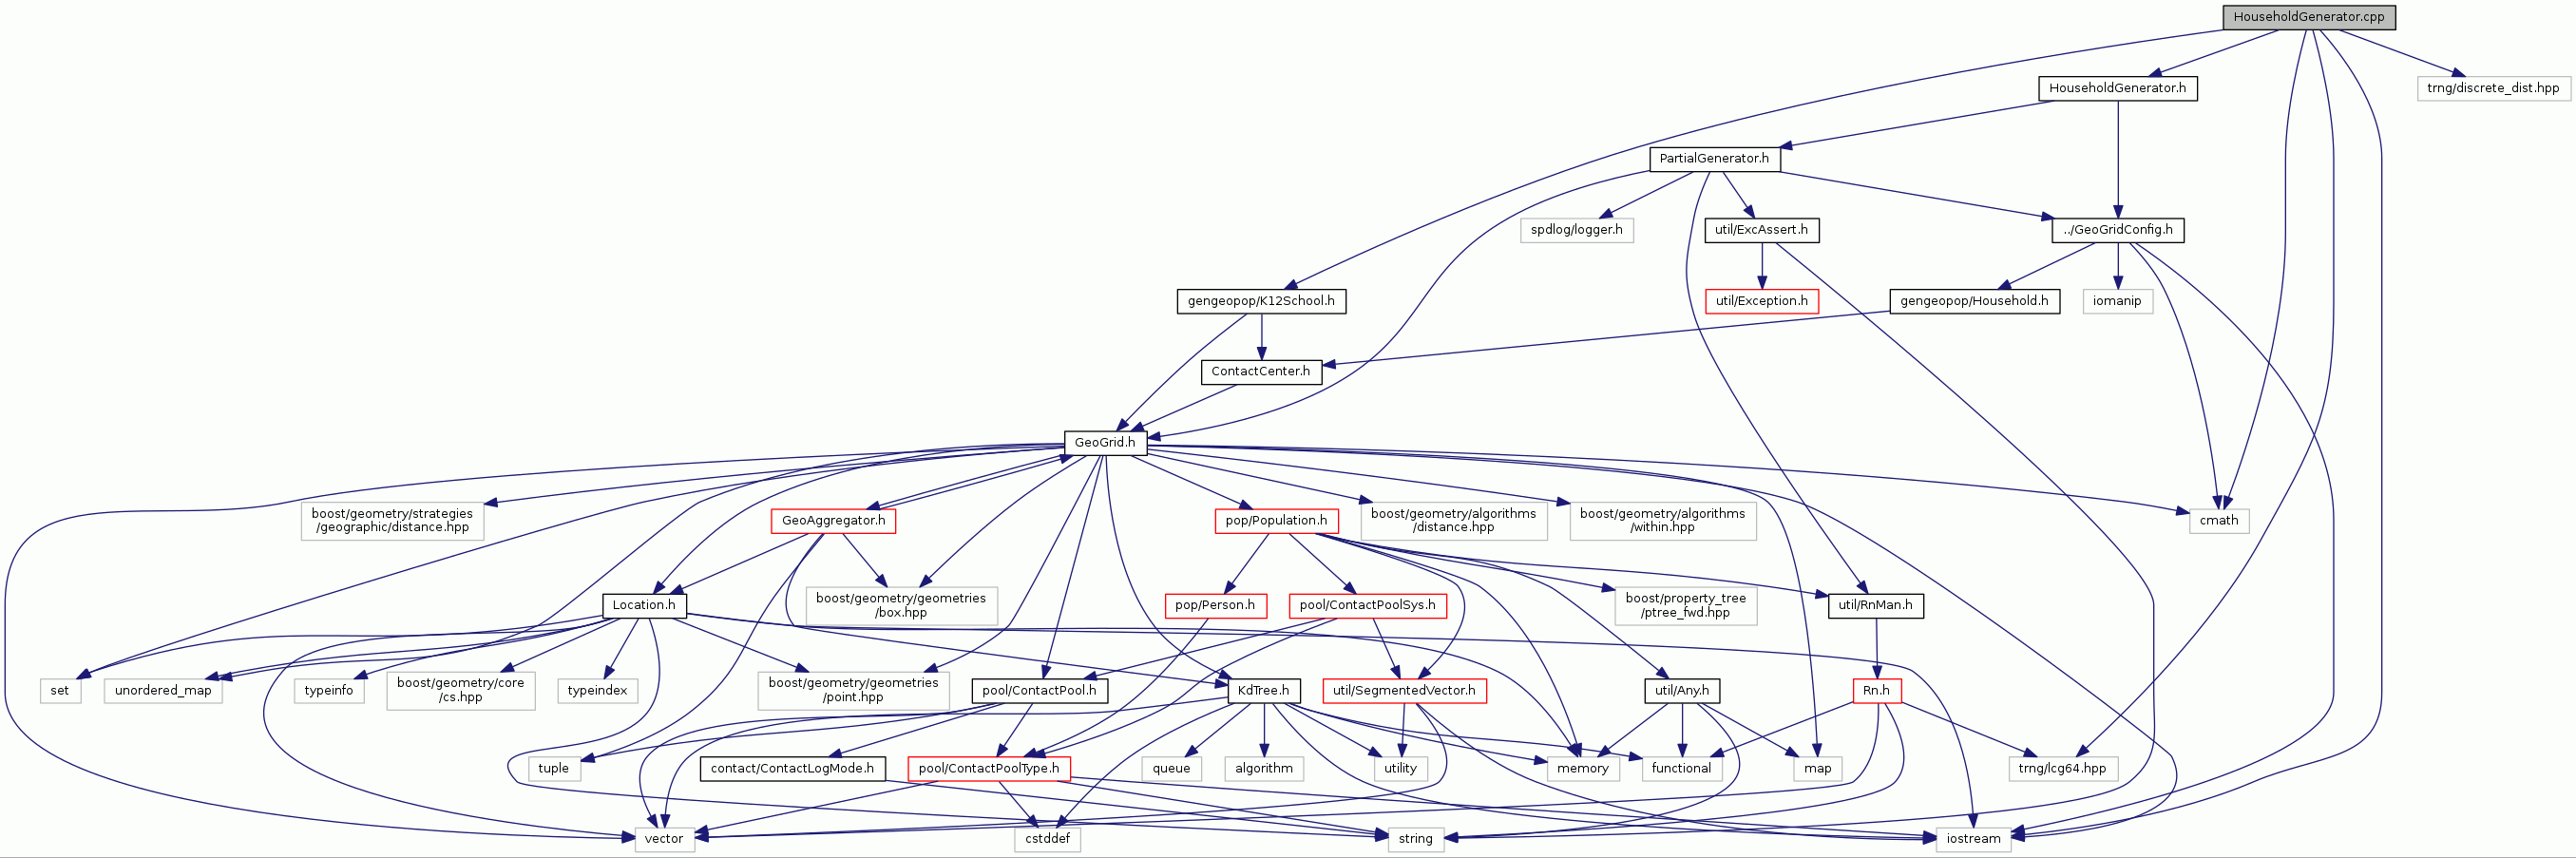 HouseholdGenerator.cpp
HouseholdGenerator.h
trng/discrete_dist.hpp
PartialGenerator.h
spdlog/logger.h
util/ExcAssert.h
../GeoGridConfig.h
gengeopop/K12School.h
util/Exception.h
gengeopop/Household.h
iomanip
ContactCenter.h
GeoGrid.h
boost/geometry/strategies
/geographic/distance.hpp
GeoAggregator.h
pop/Population.h
boost/geometry/algorithms
/distance.hpp
boost/geometry/algorithms
/within.hpp
cmath
Location.h
boost/geometry/geometries
/box.hpp
pop/Person.h
pool/ContactPoolSys.h
boost/property_tree
/ptree_fwd.hpp
util/RnMan.h
set
unordered_map
typeinfo
boost/geometry/core
/cs.hpp
typeindex
boost/geometry/geometries
/point.hpp
pool/ContactPool.h
KdTree.h
util/SegmentedVector.h
util/Any.h
Rn.h
tuple
contact/ContactLogMode.h
pool/ContactPoolType.h
queue
algorithm
utility
memory
functional
map
trng/lcg64.hpp
vector
cstddef
string
iostream